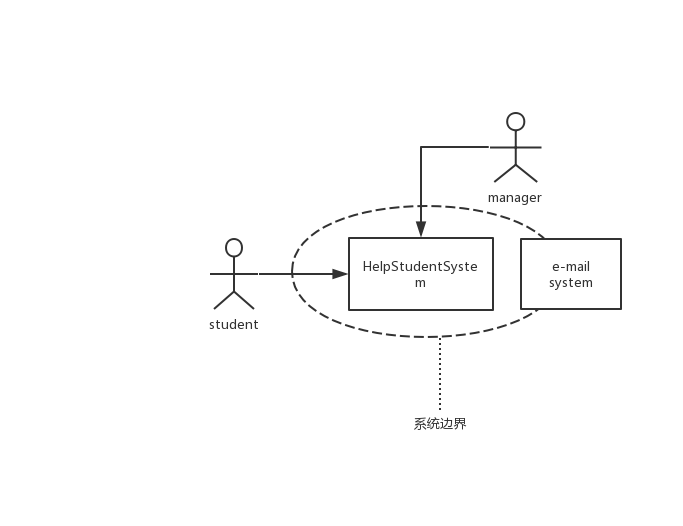 manager
HelpStudentSyste
m
e-mail
system
student
系统边界